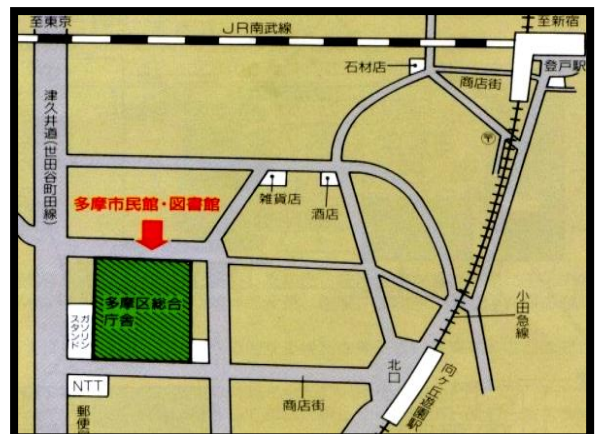 至東京
JR南武線
至新宿
石材店
商店街
登戸駅
津久井道(世田谷町田線)
〒
多摩市民館・図書館
雑貨店
酒店
多摩区総合
庁舎
ガソリン
スタンド
小田急線
北口
向ヶ丘遊園駅
NTT
商店街
郵便